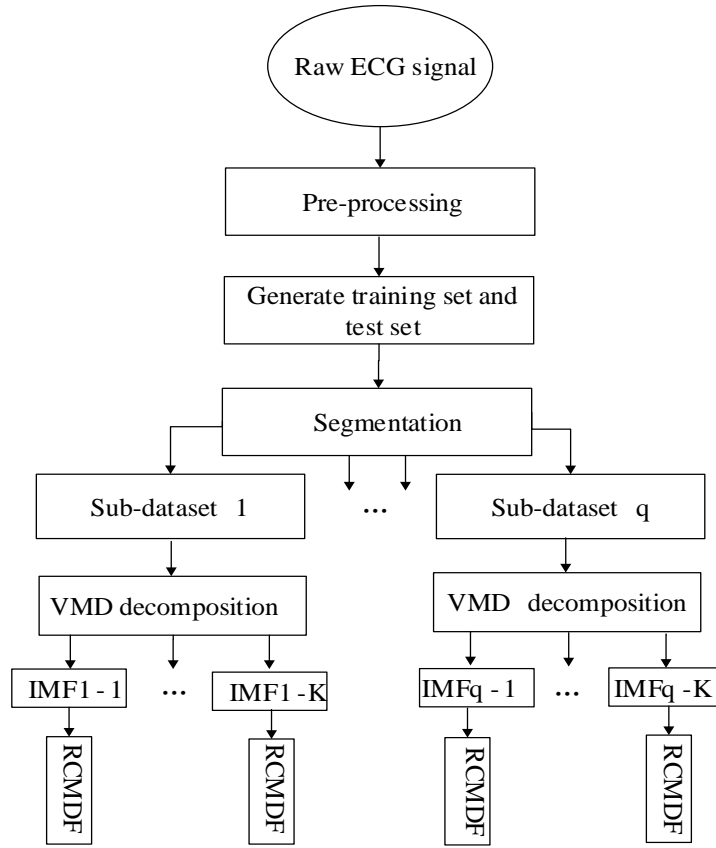 Raw ECG signal
Pre-processing
Generate training set and
test set
Segmentation
Sub-dataset 1
...
Sub-dataset q
VMD decomposition
VMD decomposition
IMF1 - 1
...
IMF1 - K
IMFq - 1
...
IMFq - K
RCMDF
RCMDF
RCMDF
RCMDF